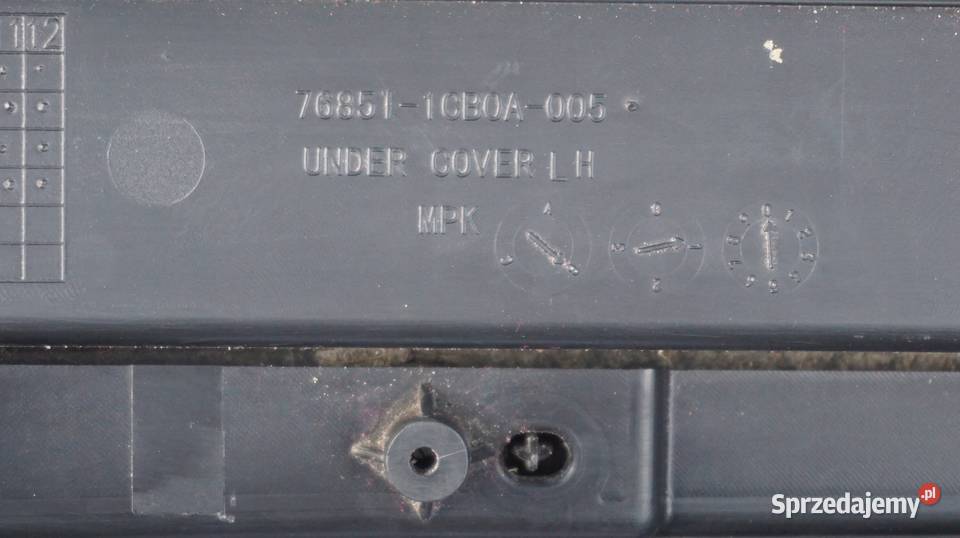 112
76851-1CB0A-005
UNDER COVER LH
MPK
Sprzedajemy.pl